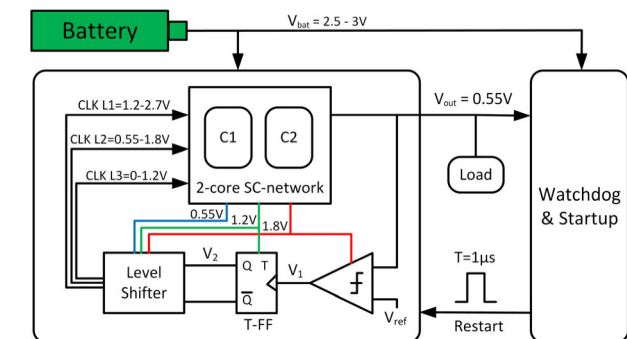 Battery
Vbat = 2.5 - 3V
CLK L1=1.2-2.7V
CLK L2=0.55-1.8V
CLK L3=0-1.2V
C1
C2
2-core SC-network
Vout = 0.55V
Load
Watchdog
& Startup
0.55V
1.2V
1.8V
Level
Shifter
V2
Q T
Q̅
T-FF
V1
Vref
T=1µs
Restart